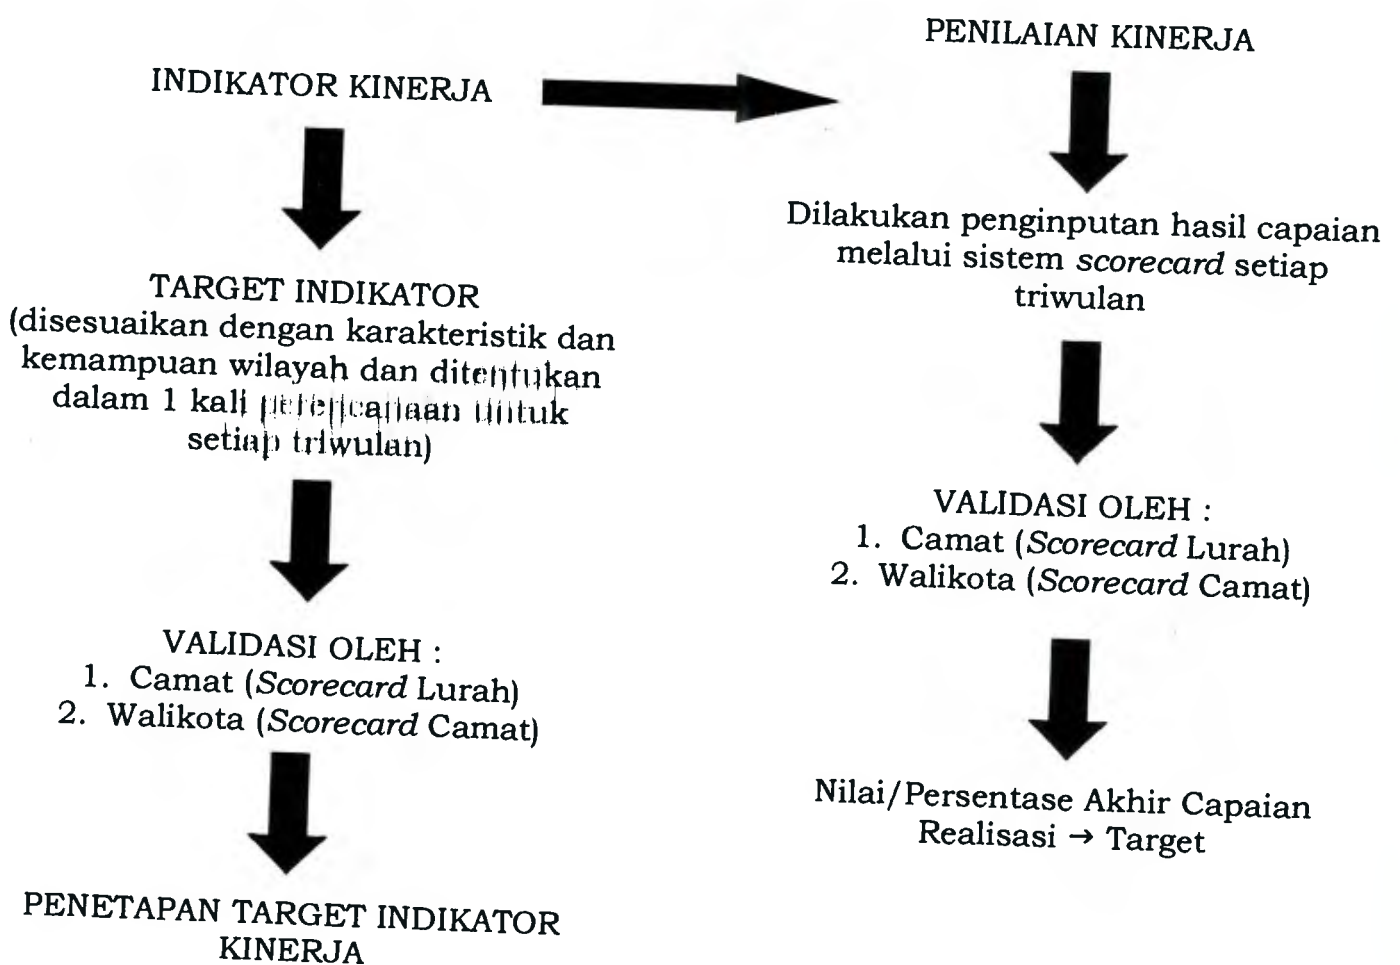 INDIKATOR KINERJA
TARGET INDIKATOR
(disesuaikan dengan karakteristik dan
kemampuan wilayah dan ditentukan
dalam 1 kali perencanaan untuk
setiap triwulan)
VALIDASI OLEH :
1. Camat (Scorecard Lurah)
2. Walikota (Scorecard Camat)
PENETAPAN TARGET INDIKATOR
KINERJA
PENILAIAN KINERJA
Dilakukan penginputan hasil capaian
melalui sistem scorecard setiap
triwulan
VALIDASI OLEH :
1. Camat (Scorecard Lurah)
2. Walikota (Scorecard Camat)
Nilai/Persentase Akhir Capaian
Realisasi → Target